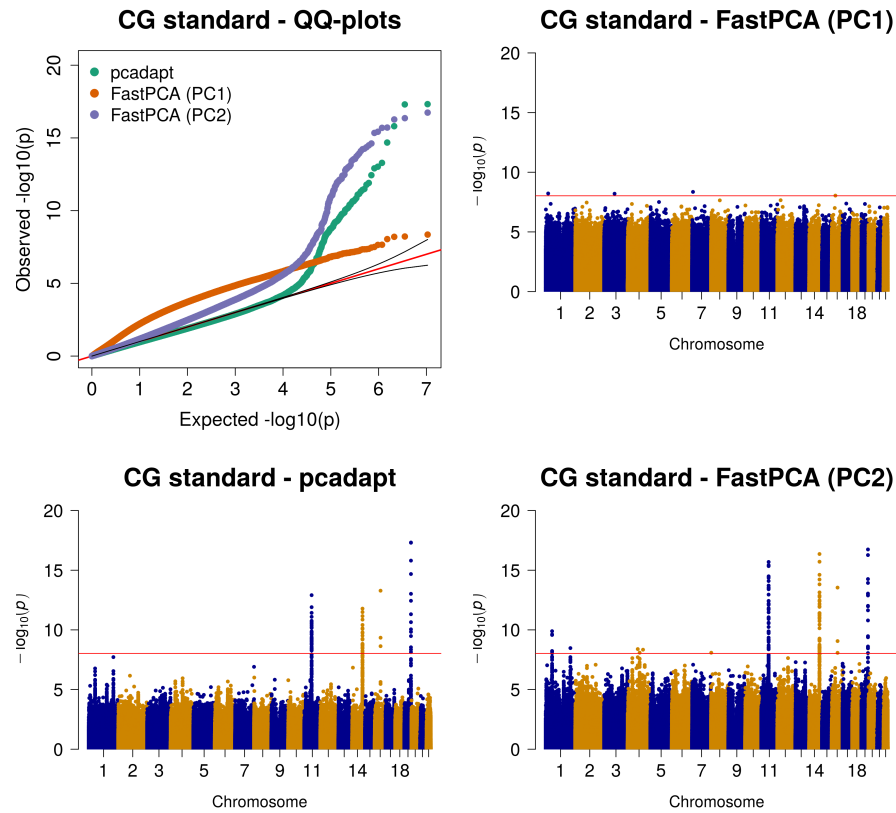 CG standard - QQ-plots
Observed -log10(p)
20
15
10
5
0
pcadapt
FastPCA (PC1)
FastPCA (PC2)
0 1 2 3 4 5 6 7
Expected -log10(p)
CG standard - FastPCA (PC1)
− log10(p)
20
15
10
5
0
1 2 3 5 7 9 11 14 18
Chromosome
CG standard - pcadapt
− log10(p)
20
15
10
5
0
1 2 3 5 7 9 11 14 18
Chromosome
CG standard - FastPCA (PC2)
− log10(p)
20
15
10
5
0
1 2 3 5 7 9 11 14 18
Chromosome